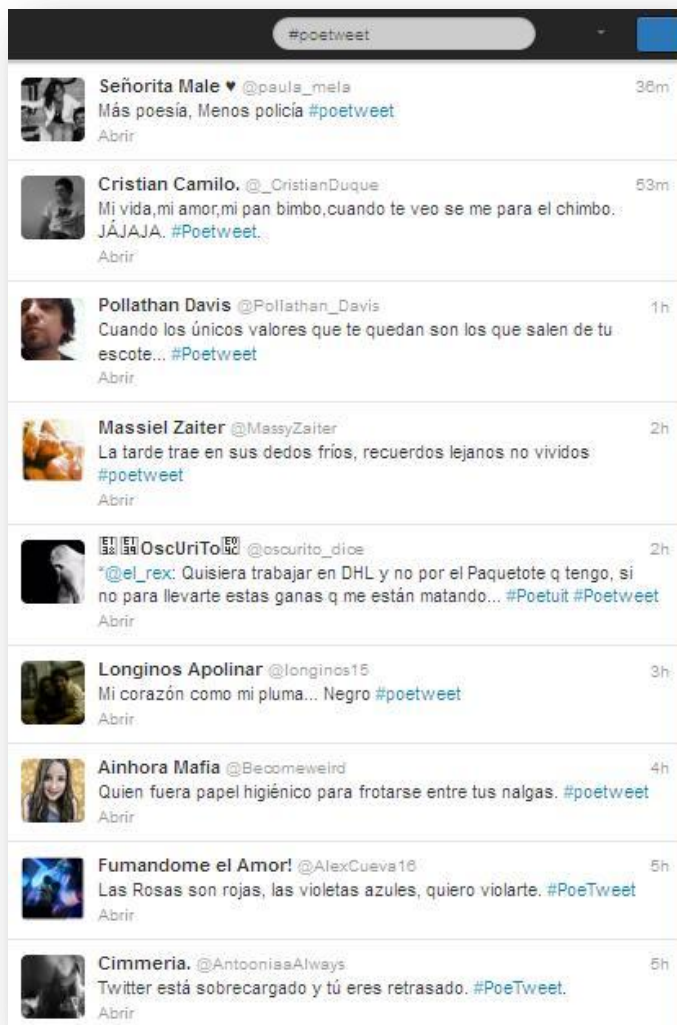 #poetweet
Señorita Male ♥ @paula_mela 36m
Más poesía, Menos policía #poetweet
Abrir
Cristian Camilo. @_CristianDuque 53m
Mi vida,mi amor,mi pan bimbo,cuando te veo se me para el chimbo.
JÁJAJA. #Poetweet.
Abrir
Pollathan Davis @Pollathan_Davis 1h
Cuando los únicos valores que te quedan son los que salen de tu
escote... #Poetweet
Abrir
Massiel Zaiter @MassyZaiter 2h
La tarde trae en sus dedos fríos, recuerdos lejanos no vividos
#poetweet
Abrir
OscUriTo @oscurito_dice 2h
"@el_rex: Quisiera trabajar en DHL y no por el Paquetote q tengo, si
no para llevarte estas ganas q me están matando... #Poetuit #Poetweet
Abrir
Longinos Apolinar @longinos15 3h
Mi corazón como mi pluma... Negro #poetweet
Abrir
Ainhora Mafia @Becomeweird 4h
Quien fuera papel higiénico para frotarse entre tus nalgas. #poetweet
Abrir
Fumandome el Amor! @AlexCueva16 5h
Las Rosas son rojas, las violetas azules, quiero violarte. #PoeTweet
Abrir
Cimmeria. @AntooniaaAlways 5h
Twitter está sobrecargado y tú eres retrasado. #PoeTweet.
Abrir